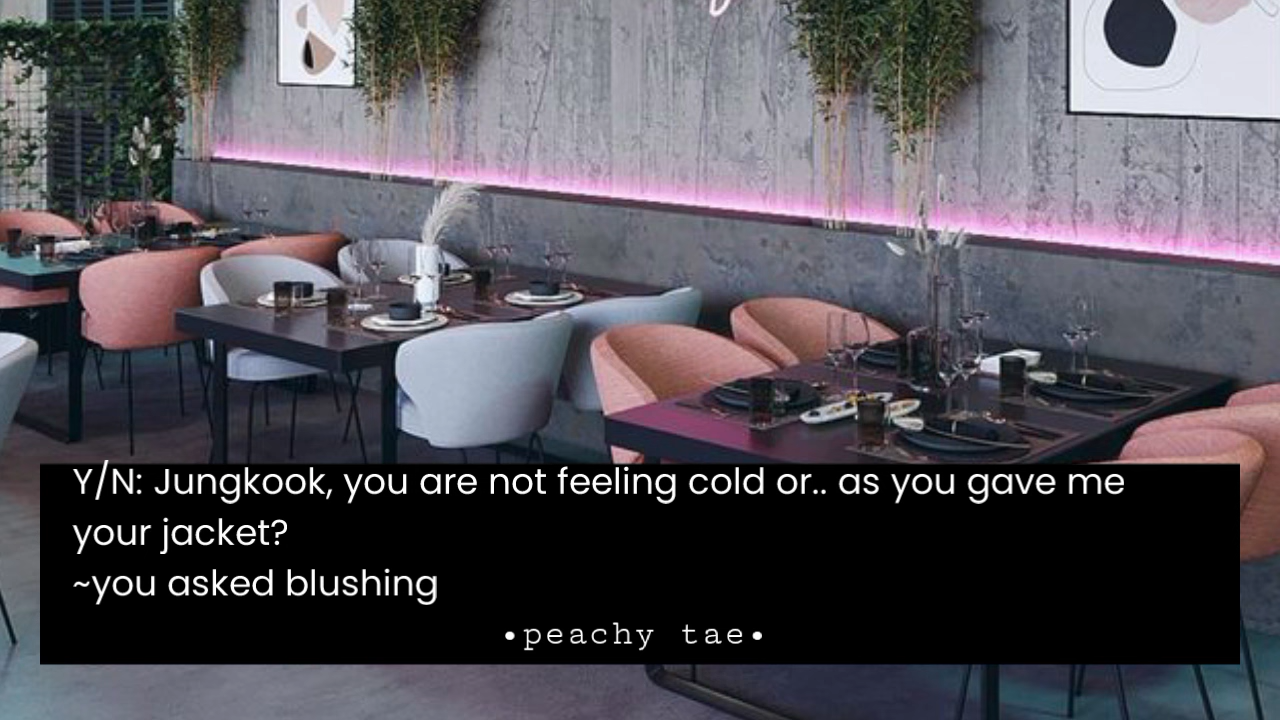 Y/N: Jungkook, you are not feeling cold or.. as you gave me
your jacket?
~you asked blushing
•peachy tae•